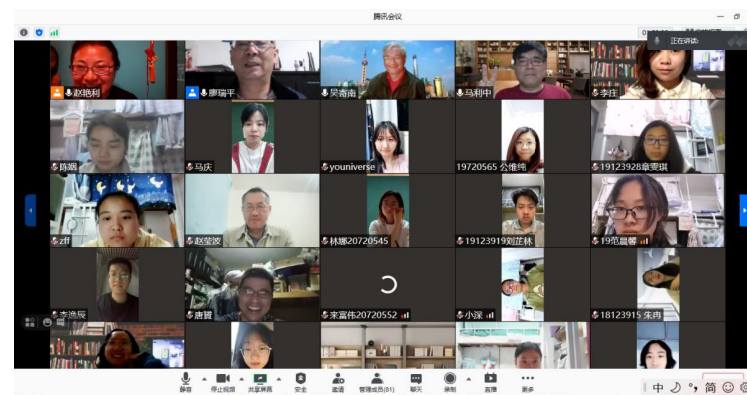 腾讯会议
正在讲话:
赵艳利
廖瑞平
吴寄南
马利中
李庄
陈姻
马庆
youniverse
19720565 公维纯
19123928章雯琪
zff
赵莹波
林娜20720545
19123919刘芷林
19范晨馨
李逸辰
唐贇
来富伟20720552
小深
18123915 朱冉
静音
停止视频
共享屏幕
安全
邀请
管理成员(81)
聊天
录制
直播
更多
中
简